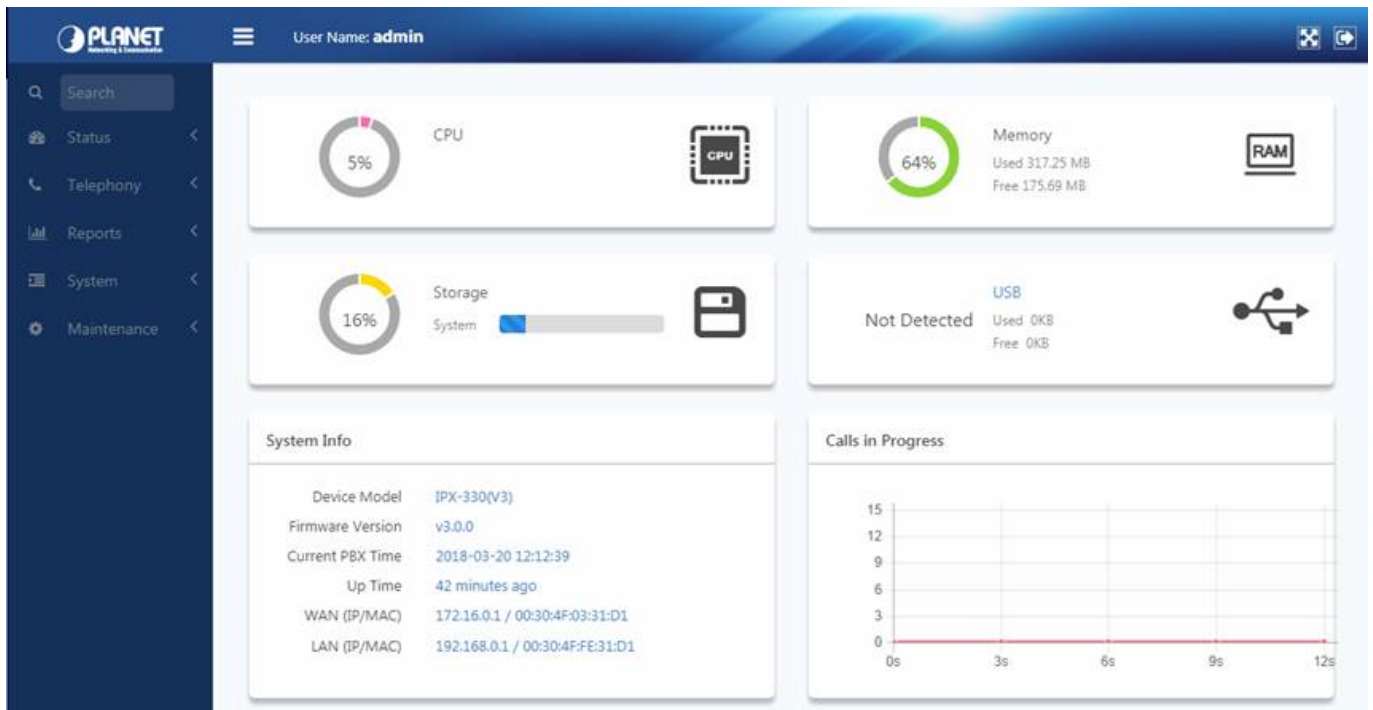 PLANET
Networking & Communication
User Name: admin
Search
Status
Telephony
Reports
System
Maintenance
5%
CPU
CPU
64%
Memory
Used 317.25 MB
Free 175.69 MB
RAM
16%
Storage
System
Not Detected
USB
Used 0KB
Free 0KB
System Info
Device Model IPX-330(V3)
Firmware Version v3.0.0
Current PBX Time 2018-03-20 12:12:39
Up Time 42 minutes ago
WAN (IP/MAC) 172.16.0.1 / 00:30:4F:03:31:D1
LAN (IP/MAC) 192.168.0.1 / 00:30:4F:FE:31:D1
Calls in Progress
15
12
9
6
3
0
0s 3s 6s 9s 12s